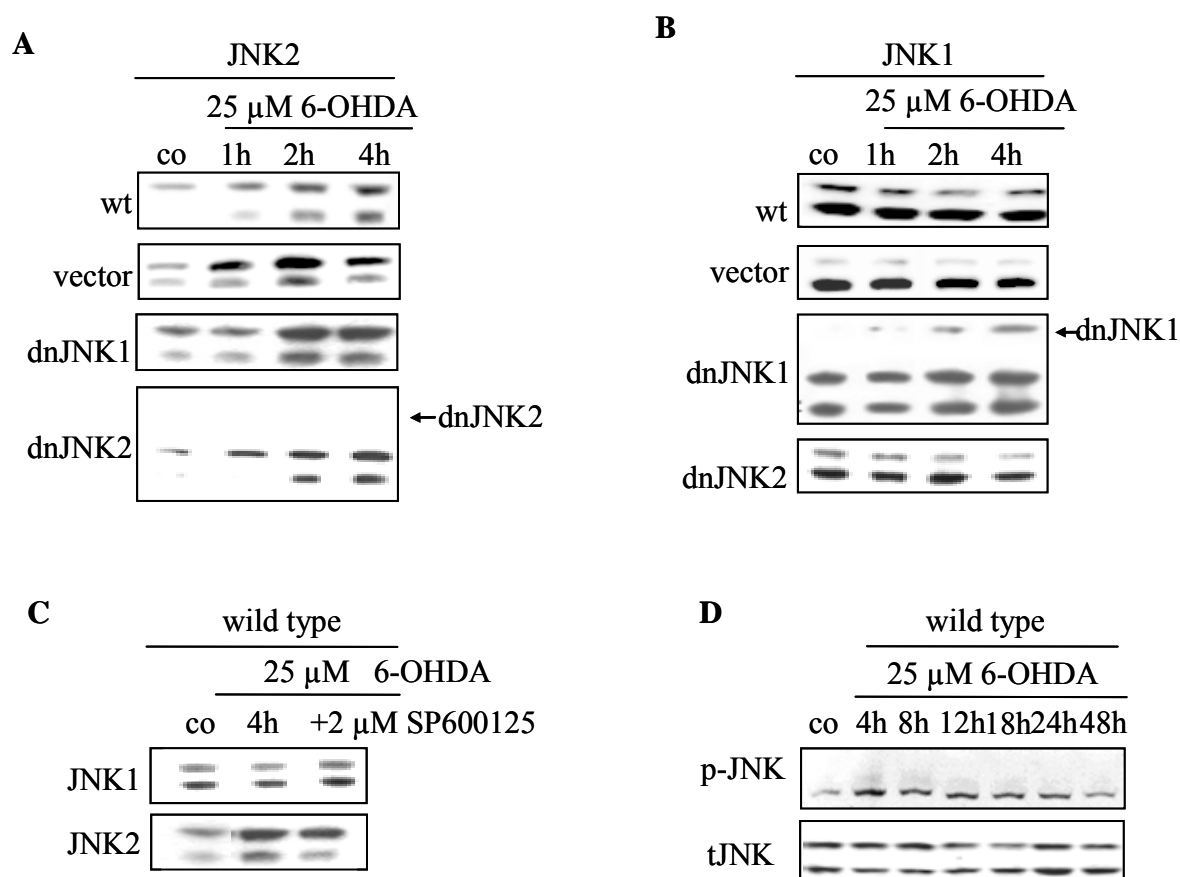 A
JNK2
25 µM 6-OHDA
co 1h 2h 4h
wt
vector
dnJNK1
dnJNK2
dnJNK2
B
JNK1
25 µM 6-OHDA
co 1h 2h 4h
wt
vector
dnJNK1
dnJNK1
dnJNK2
C
wild type
25 µM 6-OHDA
co 4h +2 µM SP600125
JNK1
JNK2
D
wild type
25 µM 6-OHDA
co 4h 8h 12h 18h 24h 48h
p-JNK
tJNK